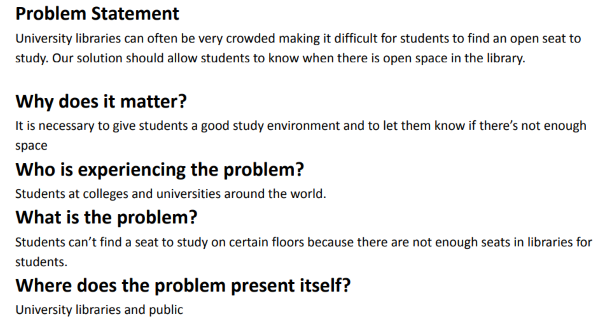 Problem Statement
University libraries can often be very crowded making it difficult for students to find an open seat to
study. Our solution should allow students to know when there is open space in the library.
Why does it matter?
It is necessary to give students a good study environment and to let them know if there’s not enough
space
Who is experiencing the problem?
Students at colleges and universities around the world.
What is the problem?
Students can’t find a seat to study on certain floors because there are not enough seats in libraries for
students.
Where does the problem present itself?
University libraries and public